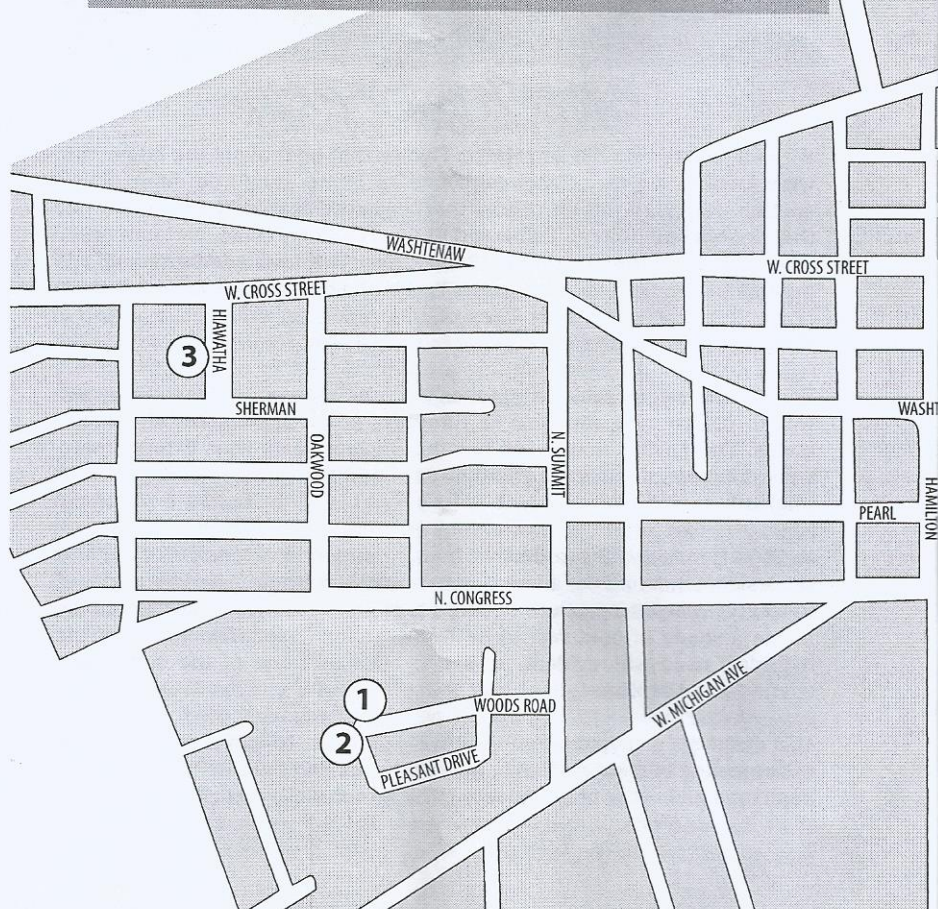 WASHTENAW
W. CROSS STREET
W. CROSS STREET
HIAWATHA
3
SHERMAN
WASHT
OAKWOOD
N. SUMMIT
HAMILTON
PEARL
N. CONGRESS
1
WOODS ROAD
W. MICHIGAN AVE
2
PLEASANT DRIVE